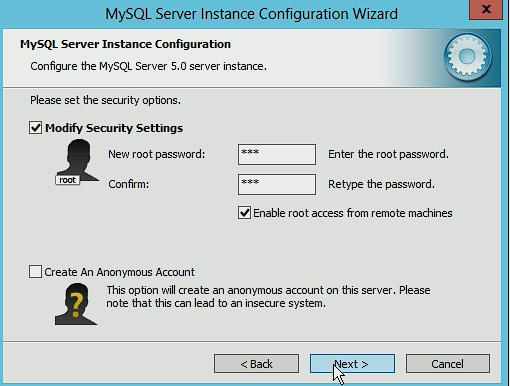 MySQL Server Instance Configuration Wizard
x
MySQL Server Instance Configuration
Configure the MySQL Server 5.0 server instance.
Please set the security options.
Modify Security Settings
root
New root password: *** Enter the root password.
Confirm: *** Retype the password.
Enable root access from remote machines
Create An Anonymous Account
?
This option will create an anonymous account on this server. Please
note that this can lead to an insecure system.
< Back Next > Cancel